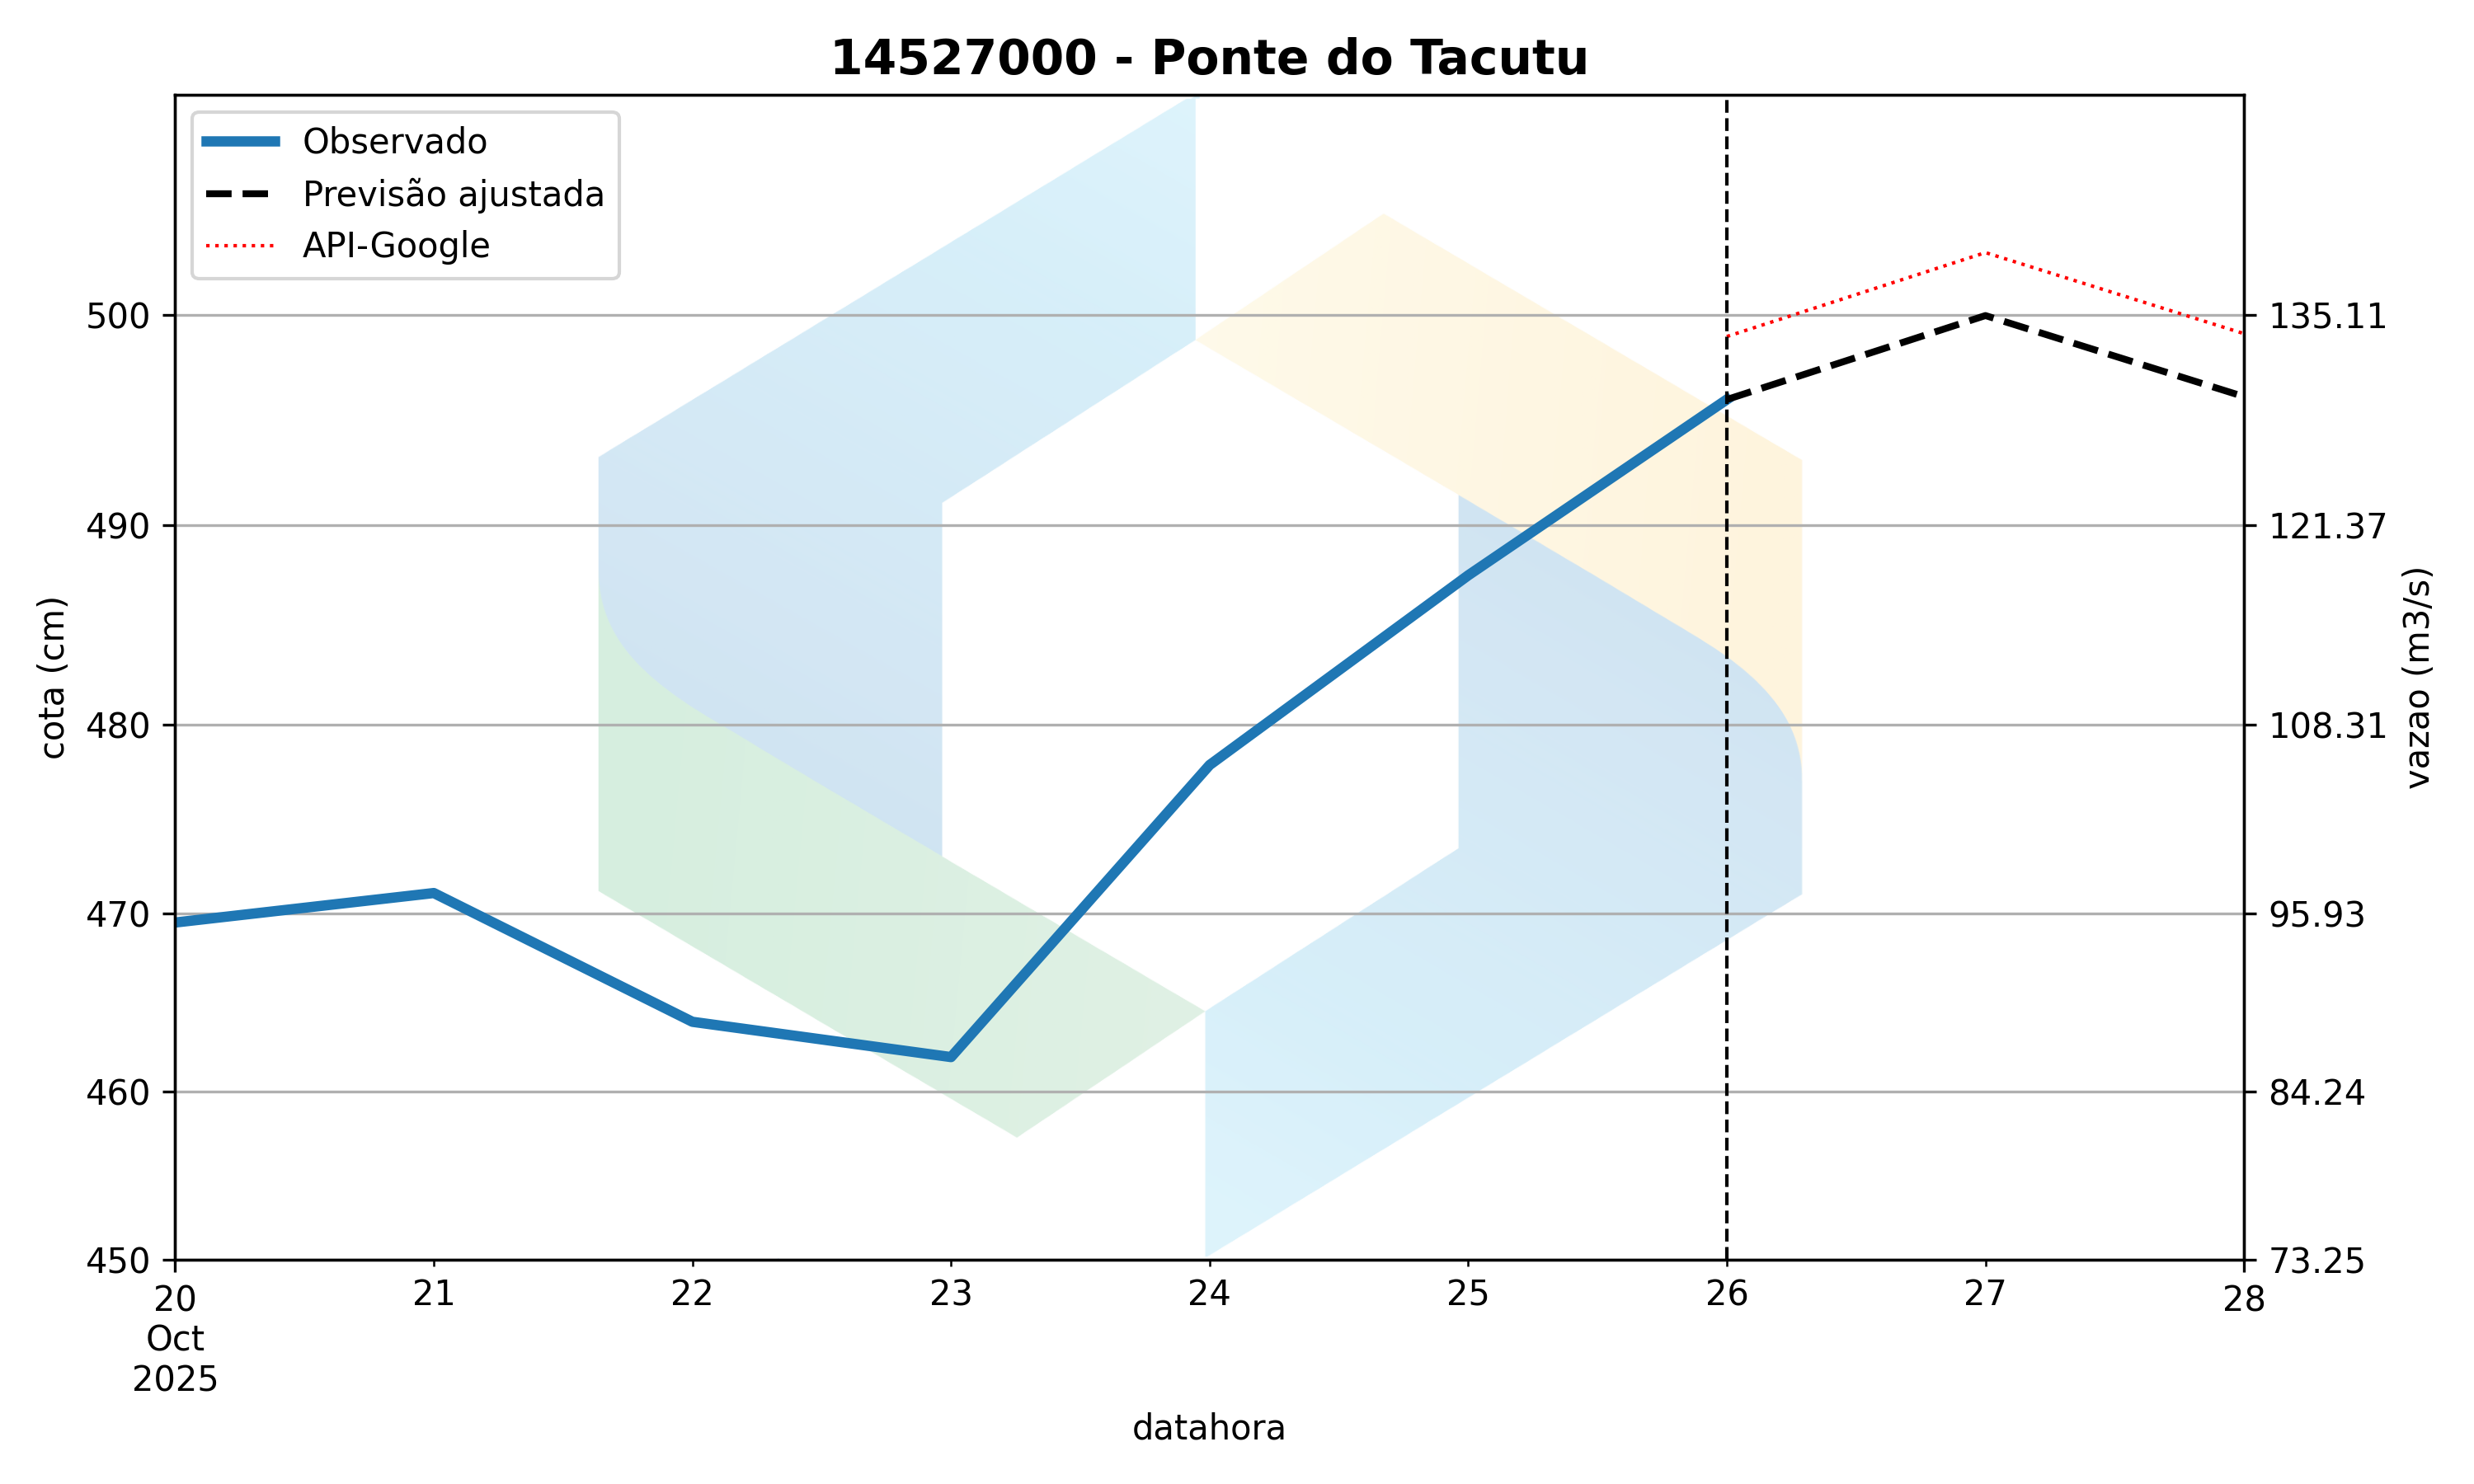 14527000 - Ponte do Tacutu
Observado
Previsão ajustada
API-Google
500
490
480
470
460
450
cota (cm)
135.11
121.37
108.31
95.93
84.24
73.25
vazao (m3/s)
20
Oct
2025
21
22
23
24
25
26
27
28
datahora